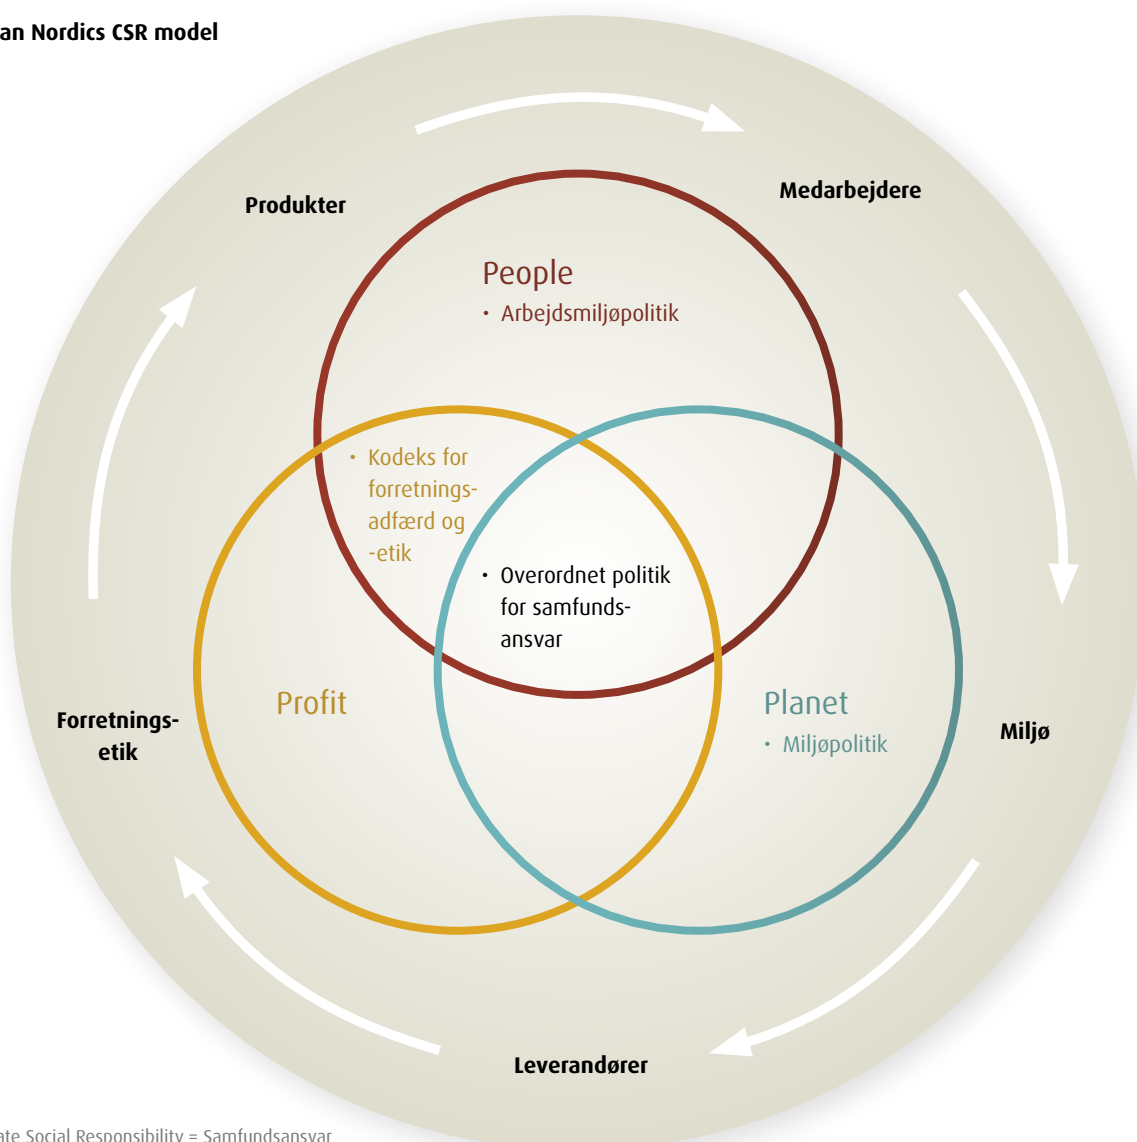 an Nordics CSR model
Produkter
Medarbejdere
People
• Arbejdsmiljøpolitik
• Kodeks for
forretnings-
adfærd og
-etik
• Overordnet politik
for samfunds-
ansvar
Profit
Planet
• Miljøpolitik
Forretnings-
etik
Miljø
Leverandører
ate Social Responsibility = Samfundsansvar